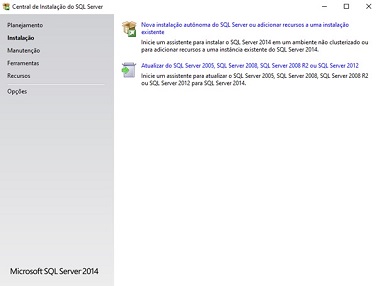 Central de Instalação do SQL Server
Planejamento
Instalação
Manutenção
Ferramentas
Recursos
Opções
Nova instalação autônoma do SQL Server ou adicionar recursos a uma instalação
existente
Inicie um assistente para instalar o SQL Server 2014 em um ambiente não clusterizado ou
para adicionar recursos a uma instância existente do SQL Server 2014.
Atualizar do SQL Server 2005, SQL Server 2008, SQL Server 2008 R2 ou SQL Server 2012
Inicie um assistente para atualizar o SQL Server 2005, SQL Server 2008, SQL Server 2008 R2
ou SQL Server 2012 para SQL Server 2014.
Microsoft SQL Server 2014